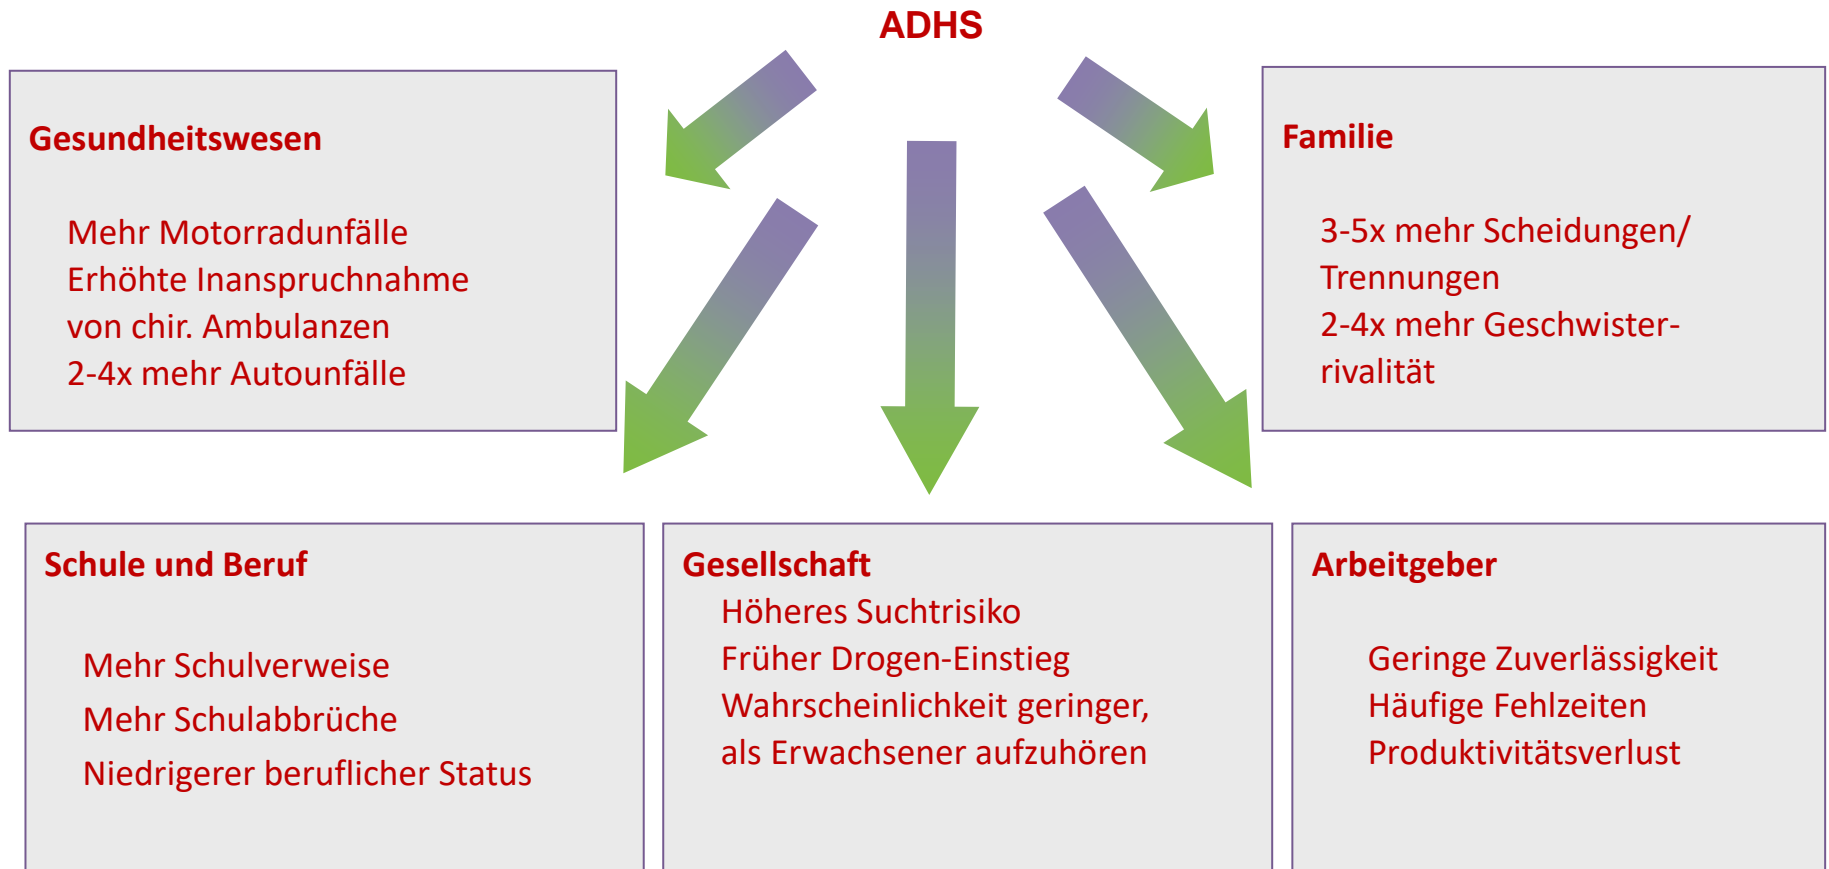 ADHS
Gesundheitswesen
Mehr Motorradunfälle
Erhöhte Inanspruchnahme
von chir. Ambulanzen
2-4x mehr Autounfälle
Familie
3-5x mehr Scheidungen/
Trennungen
2-4x mehr Geschwister-
rivalität
Schule und Beruf
Mehr Schulverweise
Mehr Schulabbrüche
Niedrigerer beruflicher Status
Gesellschaft
Höheres Suchtrisiko
Früher Drogen-Einstieg
Wahrscheinlichkeit geringer,
als Erwachsener aufzuhören
Arbeitgeber
Geringe Zuverlässigkeit
Häufige Fehlzeiten
Produktivitätsverlust